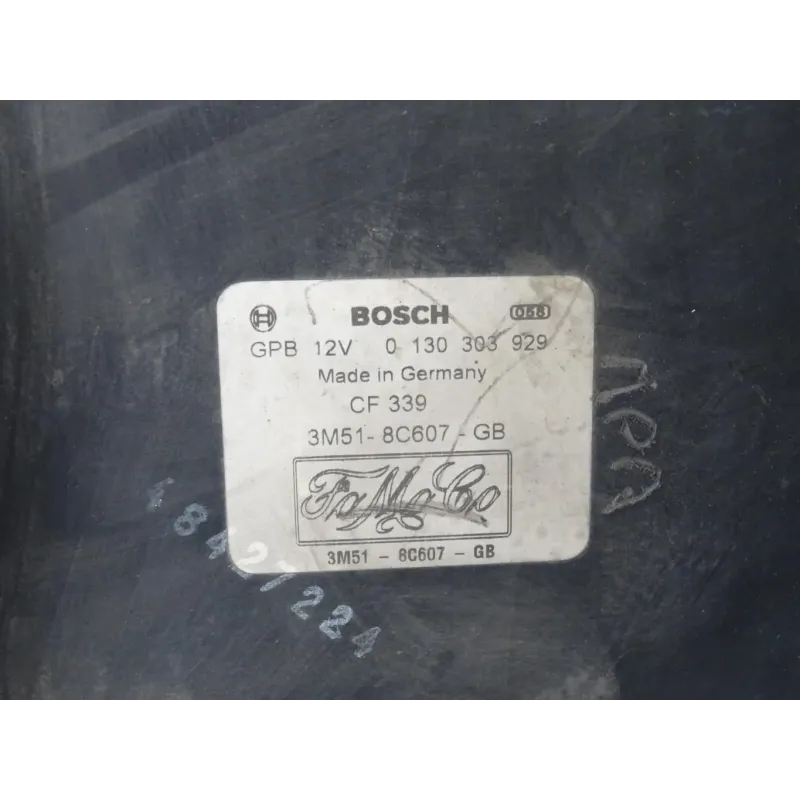 BOSCH 058
GPB 12V 0 130 303 929
Made in Germany
CF 339
3M51-8C607-GB
FoMoCo
3M51 - 8C607 - GB
48427224